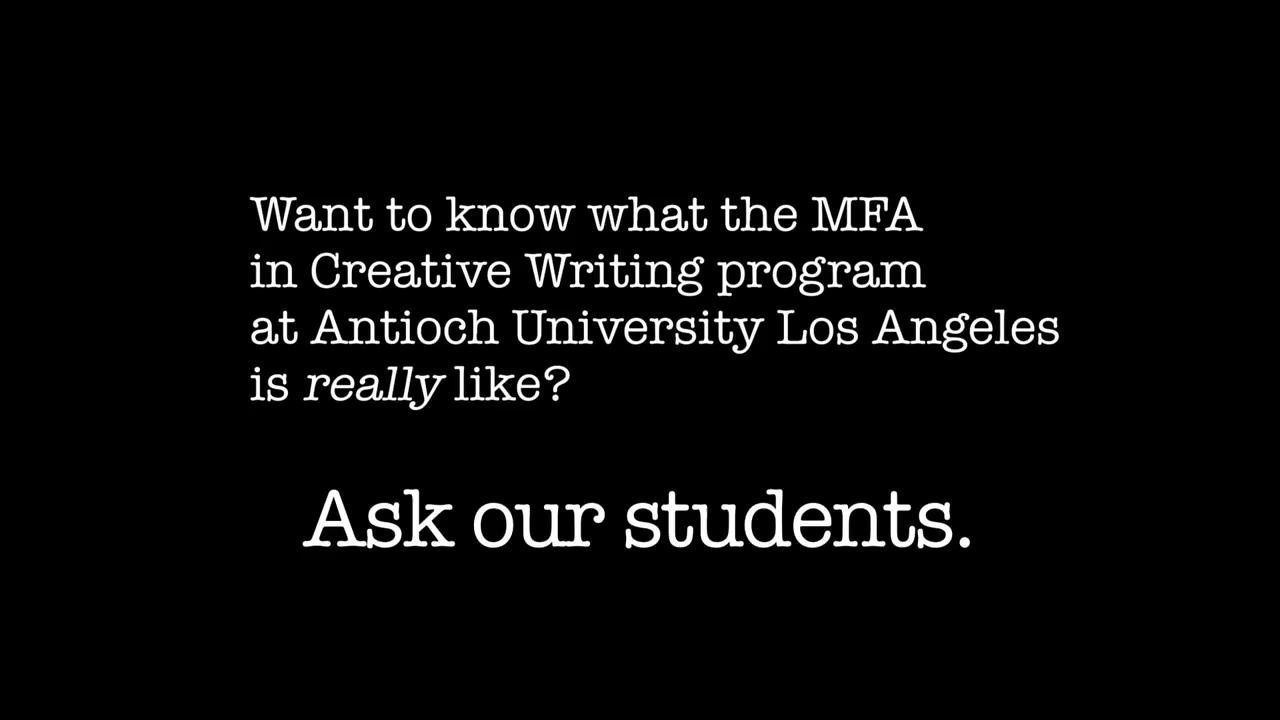 Want to know what the MFA
in Creative Writing program
at Antioch University Los Angeles
is really like?
Ask our students.